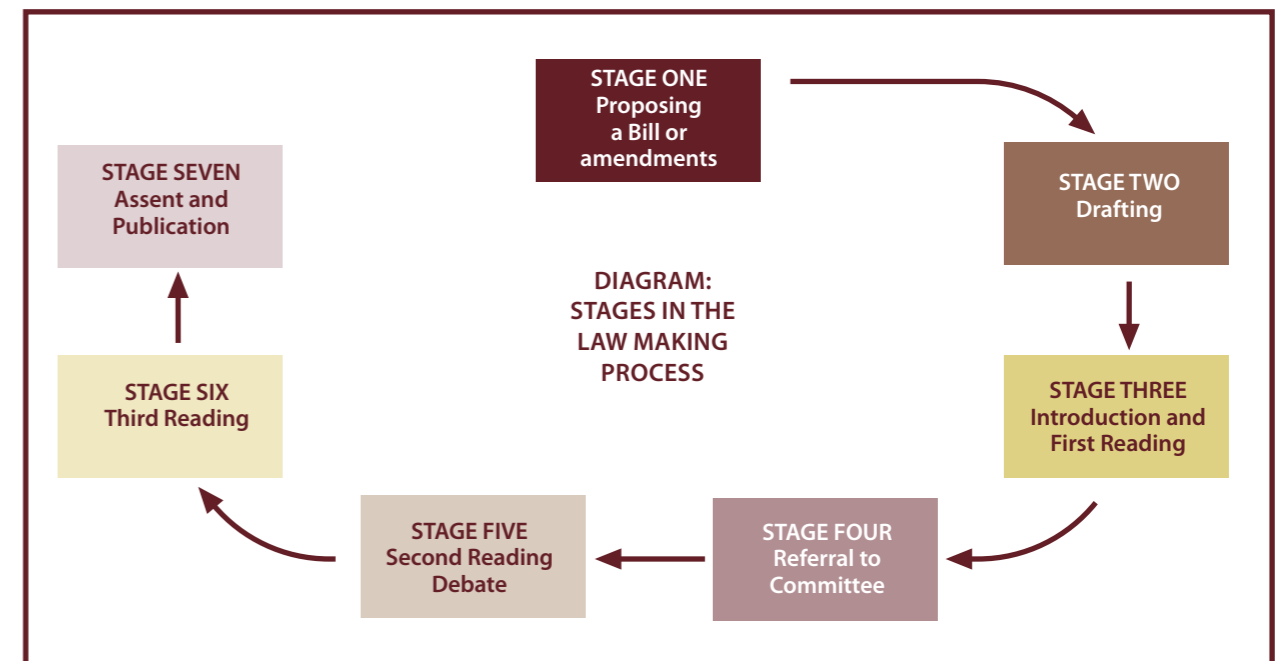 STAGE ONE
Proposing
a Bill or
amendments
STAGE TWO
Drafting
STAGE THREE
Introduction and
First Reading
STAGE FOUR
Referral to
Committee
STAGE FIVE
Second Reading
Debate
STAGE SIX
Third Reading
STAGE SEVEN
Assent and
Publication
DIAGRAM:
STAGES IN THE
LAW MAKING
PROCESS